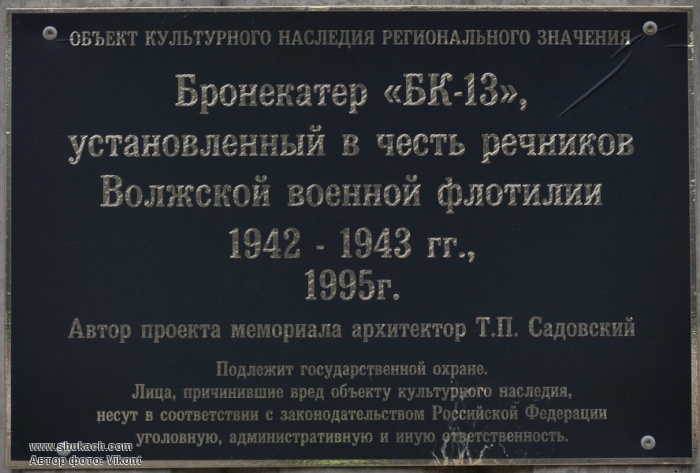 ОБЪЕКТ КУЛЬТУРНОГО НАСЛЕДИЯ РЕГИОНАЛЬНОГО ЗНАЧЕНИЯ
Бронекатер «БК-13»,
установленный в честь речников
Волжской военной флотилии
1942 - 1943 гг.,
1995г.
Автор проекта мемориала архитектор Т.П. Садовский
Подлежит государственной охране.
Лица, причинившие вред объекту культурного наследия,
несут в соответствии с законодательством Российской Федерации
уголовную, административную и иную ответственность.
www.shukach.com
Автор фото: Vikont